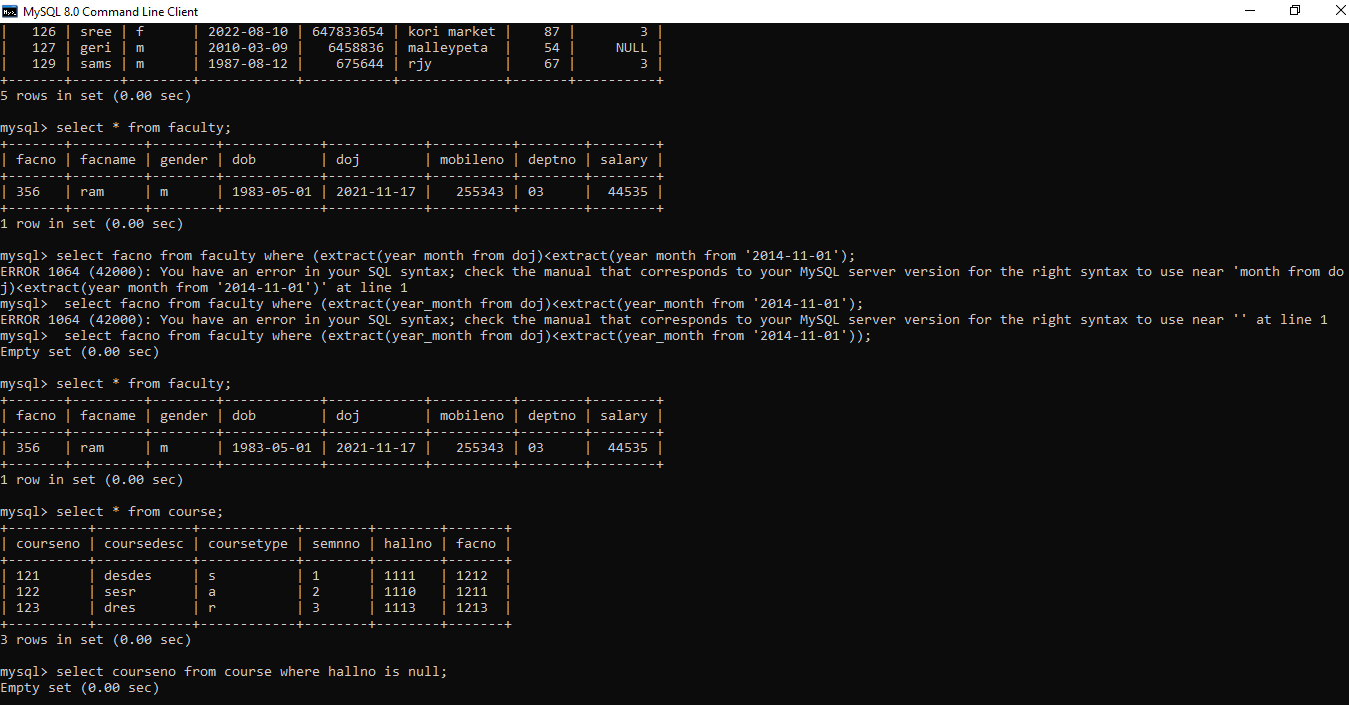 MySQL 8.0 Command Line Client
|   126 | sree | f      | 2022-08-10 | 647833654 | kori market |    87 |        3 |
|   127 | geri | m      | 2010-03-09 |   6458836 | malleypeta  |    54 |     NULL |
|   129 | sams | m      | 1987-08-12 |    675644 | rjy         |    67 |        3 |
+-------+------+--------+------------+-----------+-------------+-------+----------+
5 rows in set (0.00 sec)
mysql> select * from faculty;
+-------+---------+--------+------------+------------+----------+--------+--------+
| facno | facname | gender | dob        | doj        | mobileno | deptno | salary |
+-------+---------+--------+------------+------------+----------+--------+--------+
| 356   | ram     | m      | 1983-05-01 | 2021-11-17 |   255343 | 03     |  44535 |
+-------+---------+--------+------------+------------+----------+--------+--------+
1 row in set (0.00 sec)
mysql> select facno from faculty where (extract(year month from doj)<extract(year month from '2014-11-01');
ERROR 1064 (42000): You have an error in your SQL syntax; check the manual that corresponds to your MySQL server version for the right syntax to use near 'month from do
j)<extract(year month from '2014-11-01')' at line 1
mysql>  select facno from faculty where (extract(year_month from doj)<extract(year_month from '2014-11-01');
ERROR 1064 (42000): You have an error in your SQL syntax; check the manual that corresponds to your MySQL server version for the right syntax to use near '' at line 1
mysql>  select facno from faculty where (extract(year_month from doj)<extract(year_month from '2014-11-01'));
Empty set (0.00 sec)
mysql> select * from faculty;
+-------+---------+--------+------------+------------+----------+--------+--------+
| facno | facname | gender | dob        | doj        | mobileno | deptno | salary |
+-------+---------+--------+------------+------------+----------+--------+--------+
| 356   | ram     | m      | 1983-05-01 | 2021-11-17 |   255343 | 03     |  44535 |
+-------+---------+--------+------------+------------+----------+--------+--------+
1 row in set (0.00 sec)
mysql> select * from course;
+----------+------------+------------+--------+--------+-------+
| courseno | coursedesc | coursetype | semnno | hallno | facno |
+----------+------------+------------+--------+--------+-------+
| 121      | desdes     | s          | 1      | 1111   | 1212  |
| 122      | sesr       | a          | 2      | 1110   | 1211  |
| 123      | dres       | r          | 3      | 1113   | 1213  |
+----------+------------+------------+--------+--------+-------+
3 rows in set (0.00 sec)
mysql> select courseno from course where hallno is null;
Empty set (0.00 sec)